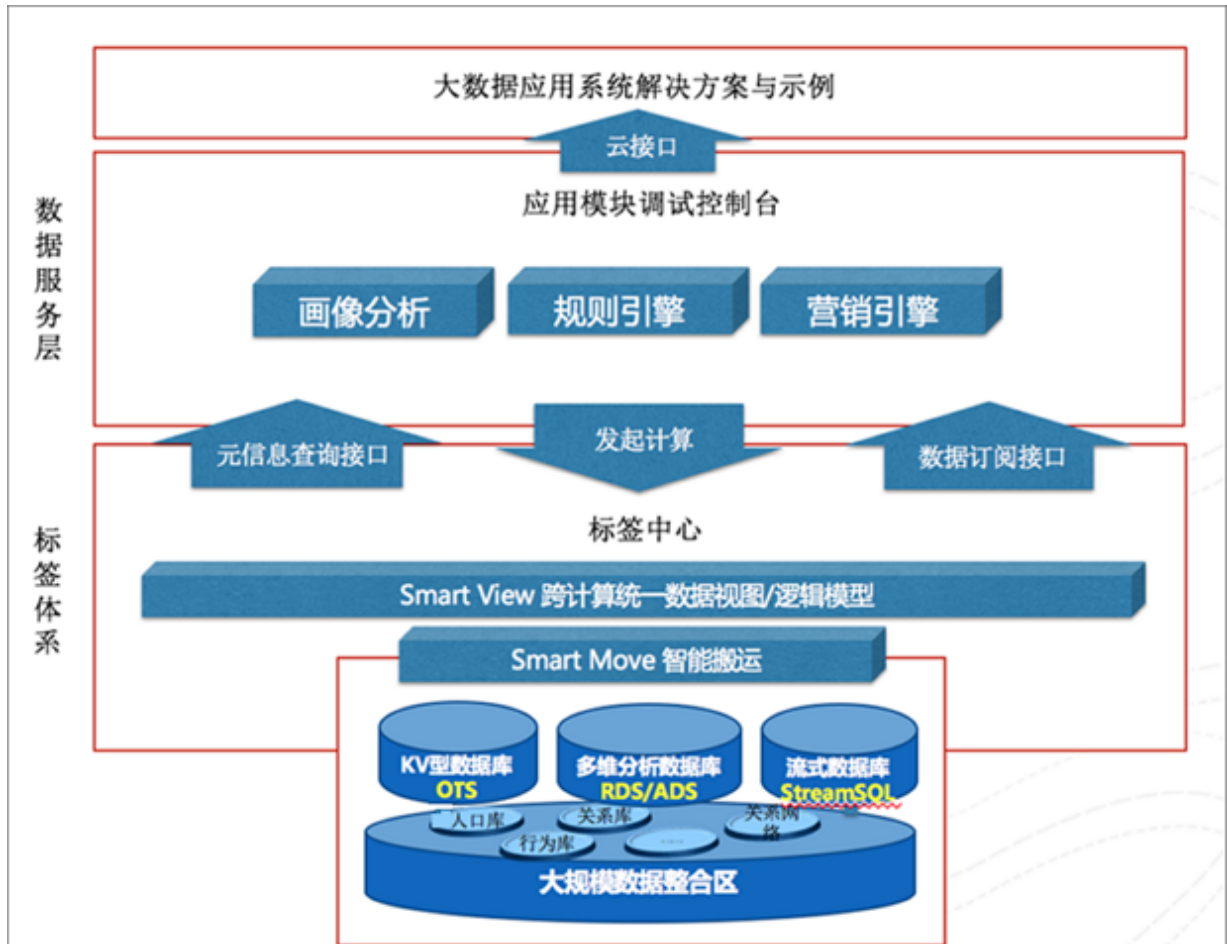 大数据应用系统解决方案与示例
云接口
数据服务层
应用模块调试控制台
画像分析
规则引擎
营销引擎
元信息查询接口
发起计算
数据订阅接口
标签体系
标签中心
Smart View 跨计算统一数据视图/逻辑模型
Smart Move 智能搬运
KV型数据库
OTS
多维分析数据库
RDS/ADS
流式数据库
StreamSQL
人口库
关系库
关系网
络
行为库
大规模数据整合区